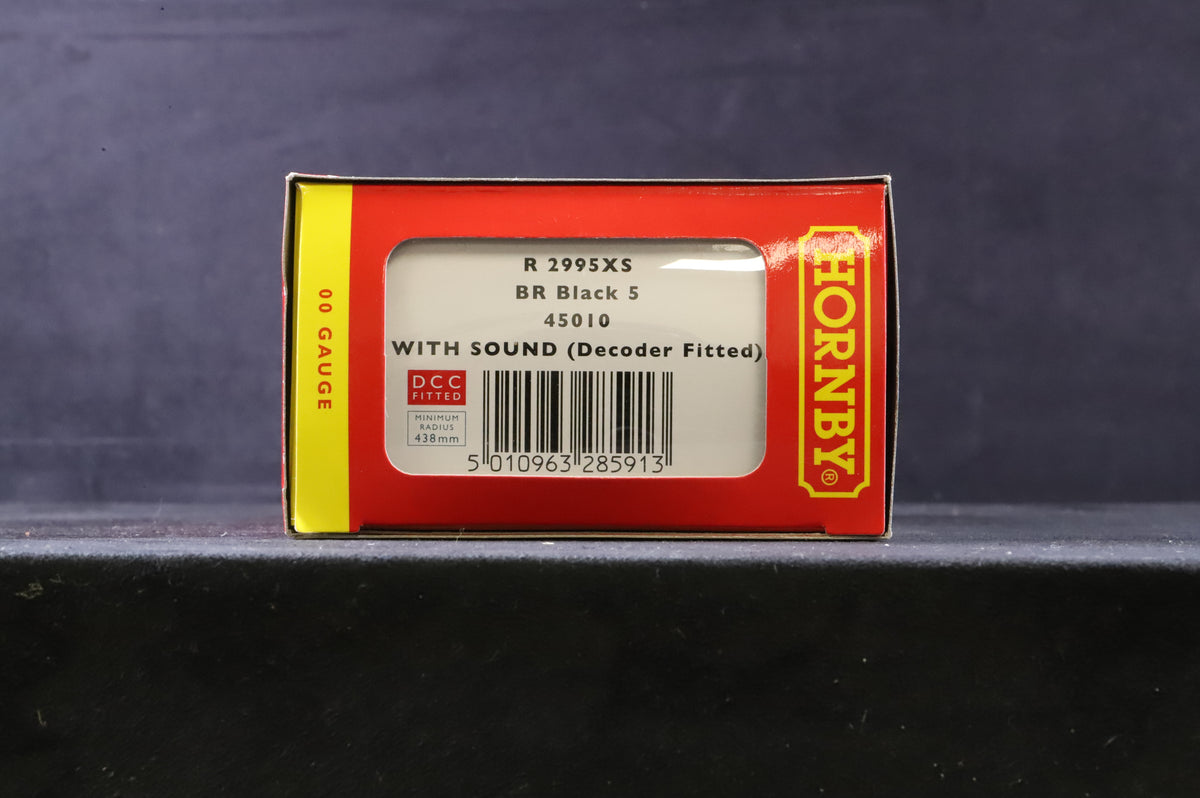 00 GAUGE
R 2995XS
BR Black 5
45010
WITH SOUND (Decoder Fitted)
DCC
FITTED
MINIMUM
RADIUS
438mm
5 010963 285913
HORNBY®